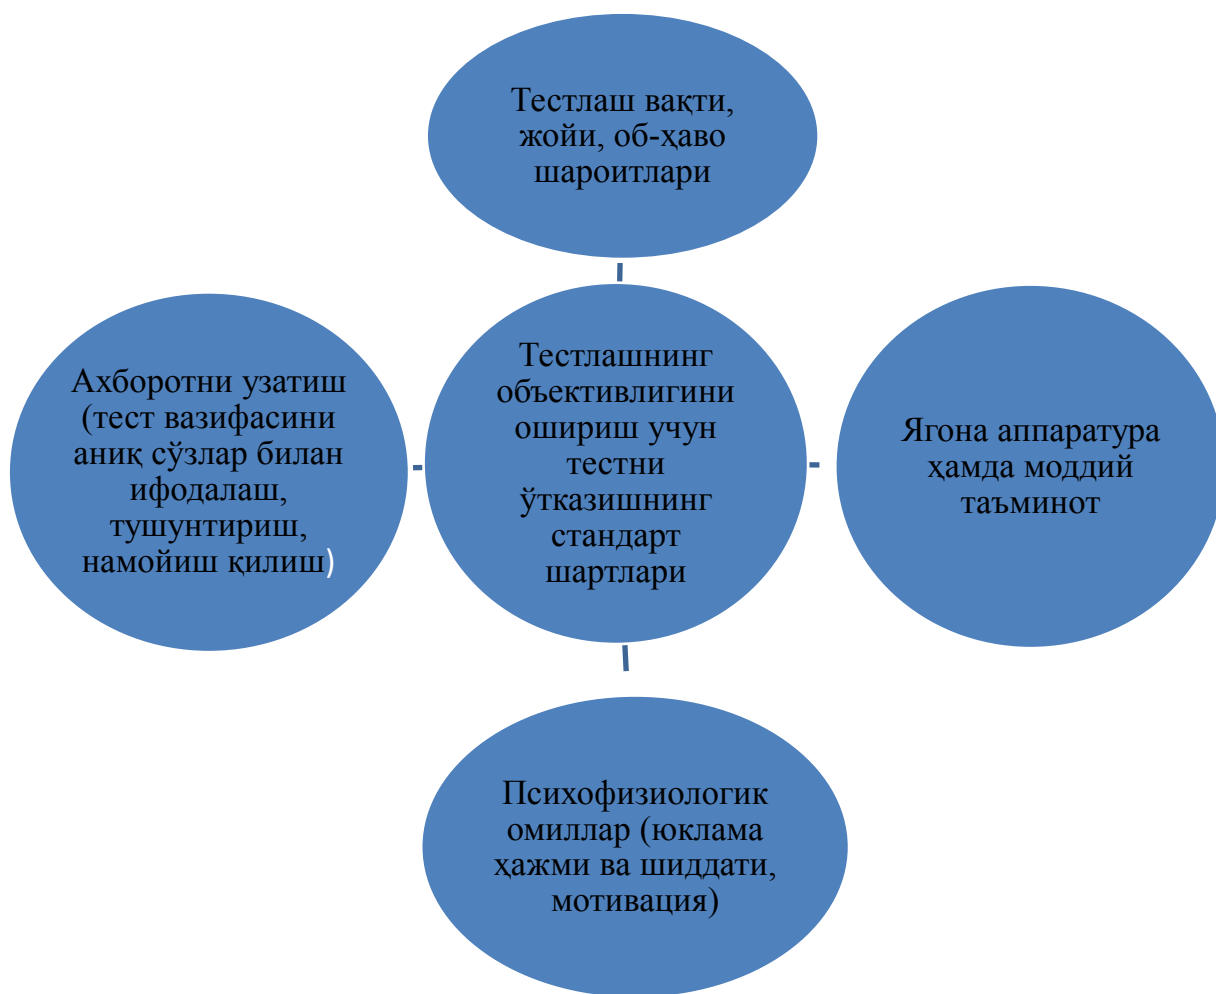 Тестлаш вақти,
жойи, об-ҳаво
шароитлари
Ахборотни узатиш
(тест вазифасини
аниқ сўзлар билан
ифодалаш,
тушунтириш,
намойиш қилиш)
Тестлашнинг
объективлигини
ошириш учун
тестни
ўтказишнинг
стандарт
шартлари
Ягона аппаратура
ҳамда моддий
таъминот
Психофизиологик
омиллар (юклама
ҳажми ва шиддати,
мотивация)